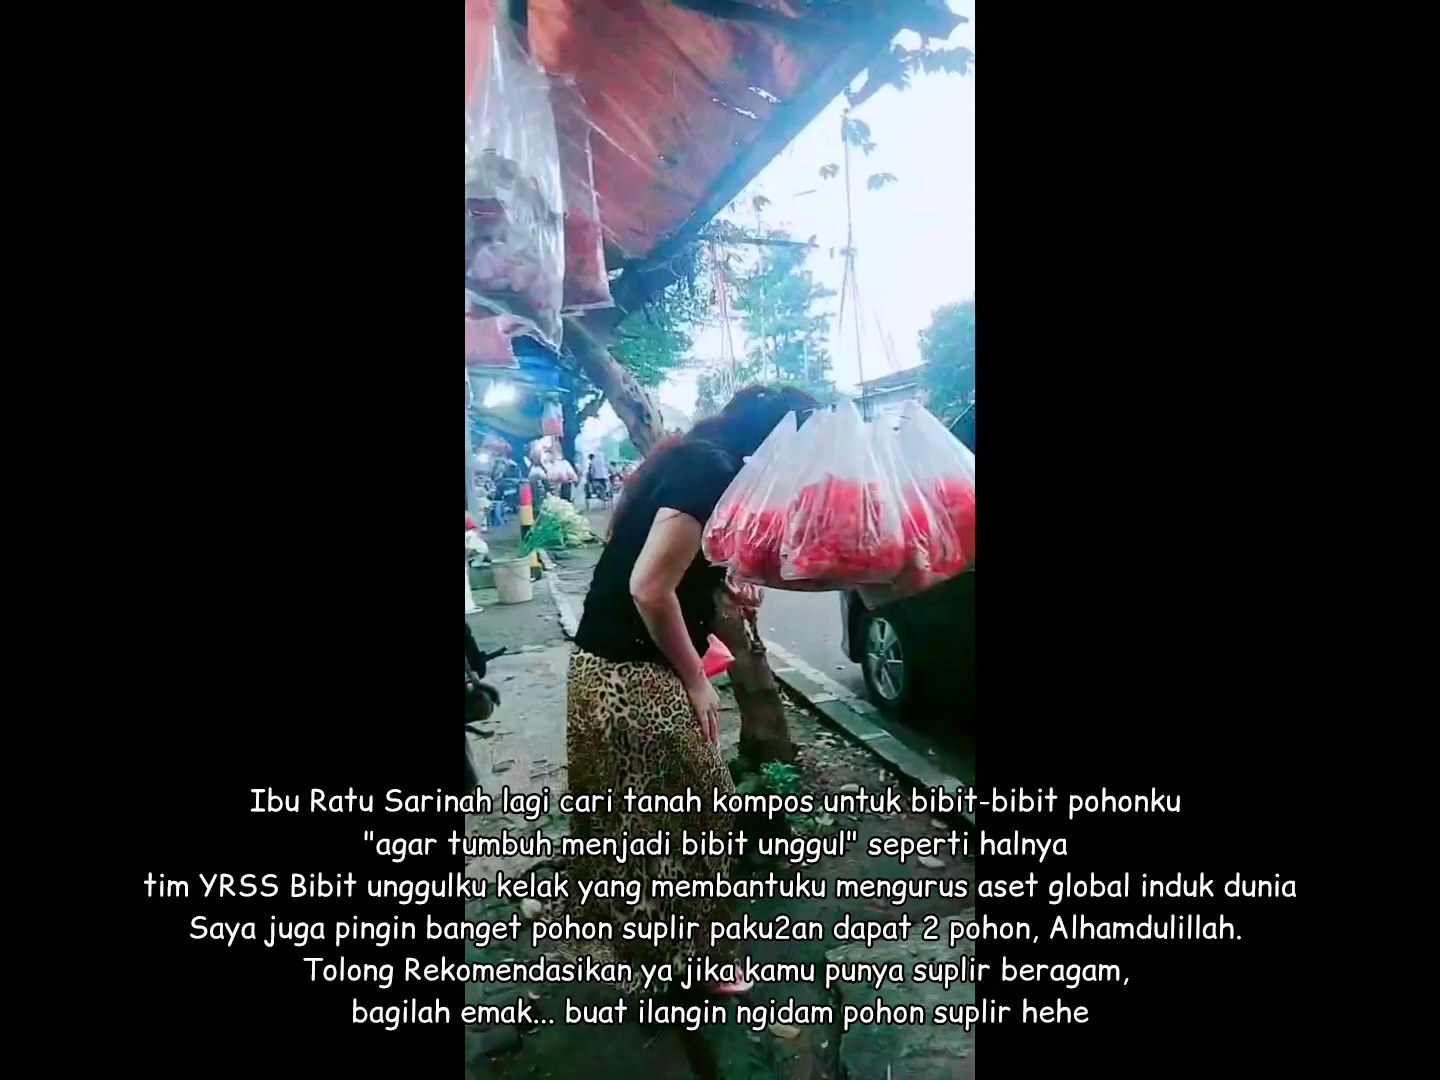 Ibu Ratu Sarinah lagi cari tanah kompos untuk bibit-bibit pohonku
"agar tumbuh menjadi bibit unggul" seperti halnya
tim YRSS Bibit unggulku kelak yang membantuku mengurus aset global induk dunia
Saya juga pingin banget pohon suplir paku2an dapat 2 pohon, Alhamdulillah.
Tolong Rekomendasikan ya jika kamu punya suplir beragam,
bagilah emak... buat ilangin ngidam pohon suplir hehe